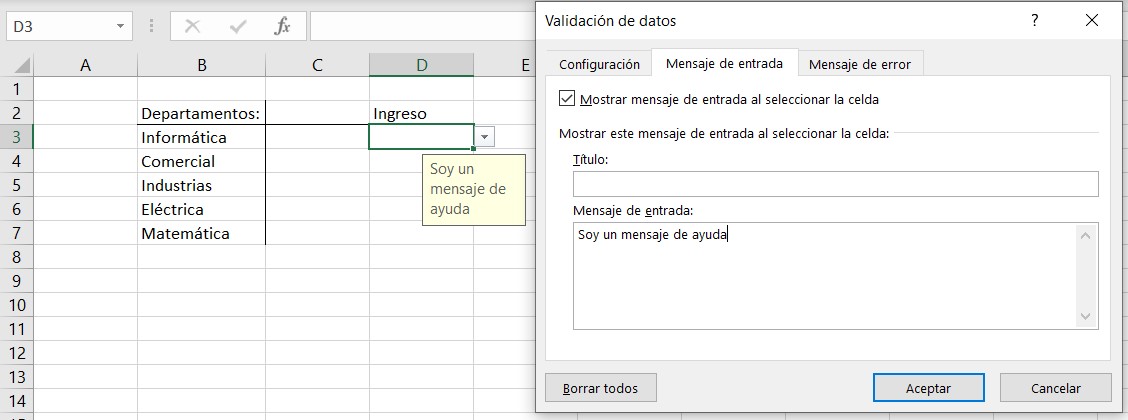 D3
fx
A B C D E
1
2 Departamentos: Ingreso
3 Informática
4 Comercial
5 Industrias
6 Eléctrica
7 Matemática
8
9
10
11
12
13
14
Soy un
mensaje de
ayuda
Validación de datos ?
Configuración Mensaje de entrada Mensaje de error
Mostrar mensaje de entrada al seleccionar la celda
Mostrar este mensaje de entrada al seleccionar la celda:
Título:
Mensaje de entrada:
Soy un mensaje de ayuda
Borrar todos Aceptar Cancelar